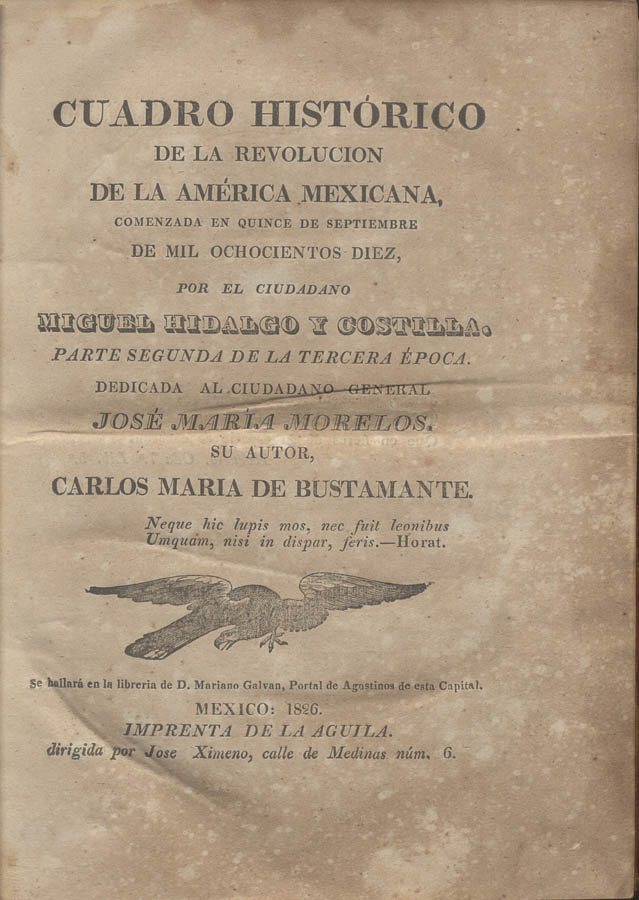 CUADRO HISTÓRICO
DE LA REVOLUCION
DE LA AMÉRICA MEXICANA,
COMENZADA EN QUINCE DE SEPTIEMBRE
DE MIL OCHOCIENTOS DIEZ,
POR EL CIUDADANO
MIGUEL HIDALGO Y COSTILLA.
PARTE SEGUNDA DE LA TERCERA ÉPOCA.
DEDICADA AL CIUDADANO GENERAL
JOSÉ MARÍA MORELOS.
SU AUTOR,
CARLOS MARIA DE BUSTAMANTE.
Neque hic lupis mos, nec fuit leonibus
Umquam, nisi in dispar, feris.—Horat.
Se hallará en la libreria de D. Mariano Galvan, Portal de Agustinos de esta Capital.
MEXICO: 1826.
IMPRENTA DE LA AGUILA.
dirigida por Jose Ximeno, calle de Medinas núm. 6.